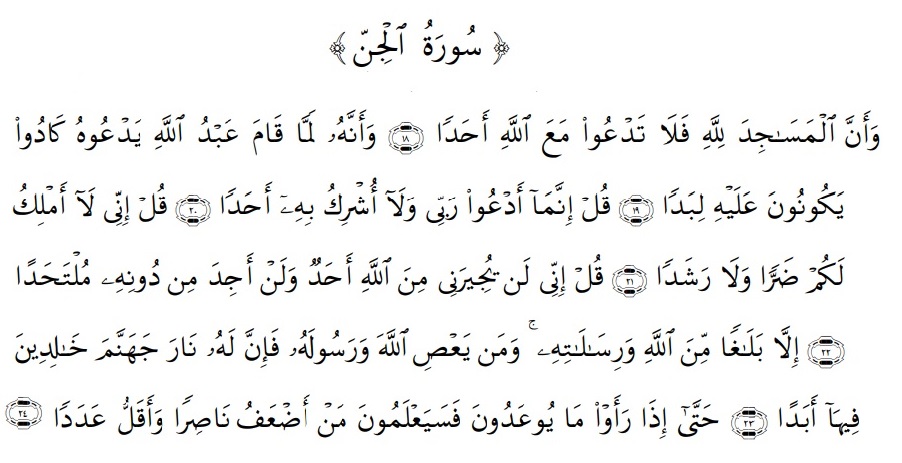 ﴿ سُورَةُ ٱلْجِنِّ ﴾
وَأَنَّ ٱلْمَسَـٰجِدَ لِلَّهِ فَلَا تَدْعُوا۟ مَعَ ٱللَّهِ أَحَدًا ١٨ وَأَنَّهُۥ لَمَّا قَامَ عَبْدُ ٱللَّهِ يَدْعُوهُ كَادُوا۟
يَكُونُونَ عَلَيْهِ لِبَدًا ١٩ قُلْ إِنَّمَآ أَدْعُوا۟ رَبِّى وَلَآ أُشْرِكُ بِهِۦٓ أَحَدًا ٢٠ قُلْ إِنِّى لَآ أَمْلِكُ
لَكُمْ ضَرًّا وَلَا رَشَدًا ٢١ قُلْ إِنِّى لَن يُجِيرَنِى مِنَ ٱللَّهِ أَحَدٌ وَلَنْ أَجِدَ مِن دُونِهِۦ مُلْتَحَدًا
٢٢ إِلَّا بَلَـٰغًا مِّنَ ٱللَّهِ وَرِسَـٰلَـٰتِهِۦ ۚ وَمَن يَعْصِ ٱللَّهَ وَرَسُولَهُۥ فَإِنَّ لَهُۥ نَارَ جَهَنَّمَ خَـٰلِدِينَ
فِيهَآ أَبَدًا ٢٣ حَتَّىٰٓ إِذَا رَأَوْا۟ مَا يُوعَدُونَ فَسَيَعْلَمُونَ مَنْ أَضْعَفُ نَاصِرًا وَأَقَلُّ عَدَدًا ٢٤